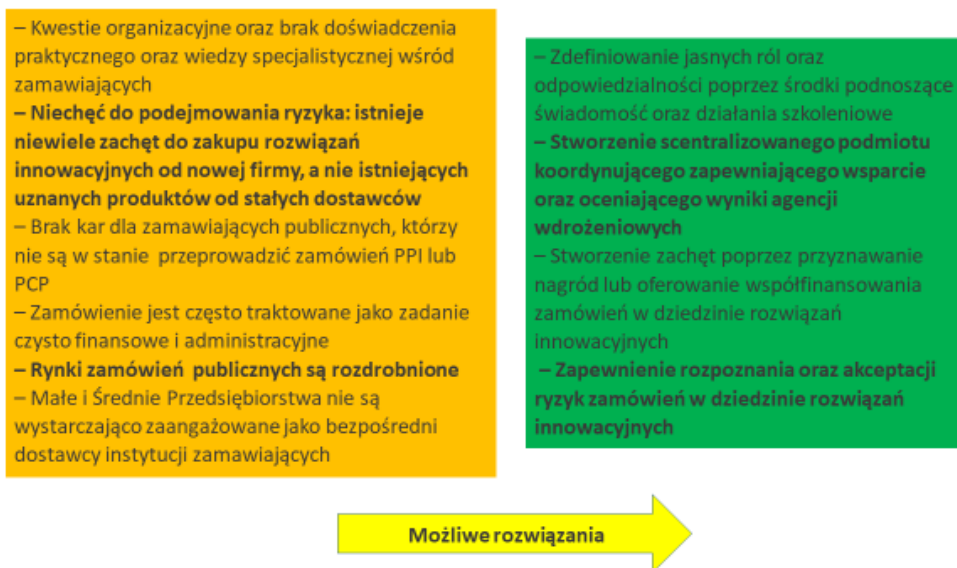 – Kwestie organizacyjne oraz brak doświadczenia
praktycznego oraz wiedzy specjalistycznej wśród
zamawiających
– Niechęć do podejmowania ryzyka: istnieje
niewiele zachęt do zakupu rozwiązań
innowacyjnych od nowej firmy, a nie istniejących
uznanych produktów od stałych dostawców
– Brak kar dla zamawiających publicznych, którzy
nie są w stanie przeprowadzić zamówień PPI lub
PCP
– Zamówienie jest często traktowane jako zadanie
czysto finansowe i administracyjne
– Rynki zamówień publicznych są rozdrobnione
– Małe i Średnie Przedsiębiorstwa nie są
wystarczająco zaangażowane jako bezpośredni
dostawcy instytucji zamawiających
– Zdefiniowanie jasnych ról oraz
odpowiedzialności poprzez środki podnoszące
świadomość oraz działania szkoleniowe
– Stworzenie scentralizowanego podmiotu
koordynującego zapewniającego wsparcie
oraz oceniającego wyniki agencji
wdrożeniowych
– Stworzenie zachęt poprzez przyznawanie
nagród lub oferowanie współfinansowania
zamówień w dziedzinie rozwiązań
innowacyjnych
– Zapewnienie rozpoznania oraz akceptacji
ryzyk zamówień w dziedzinie rozwiązań
innowacyjnych
Możliwe rozwiązania